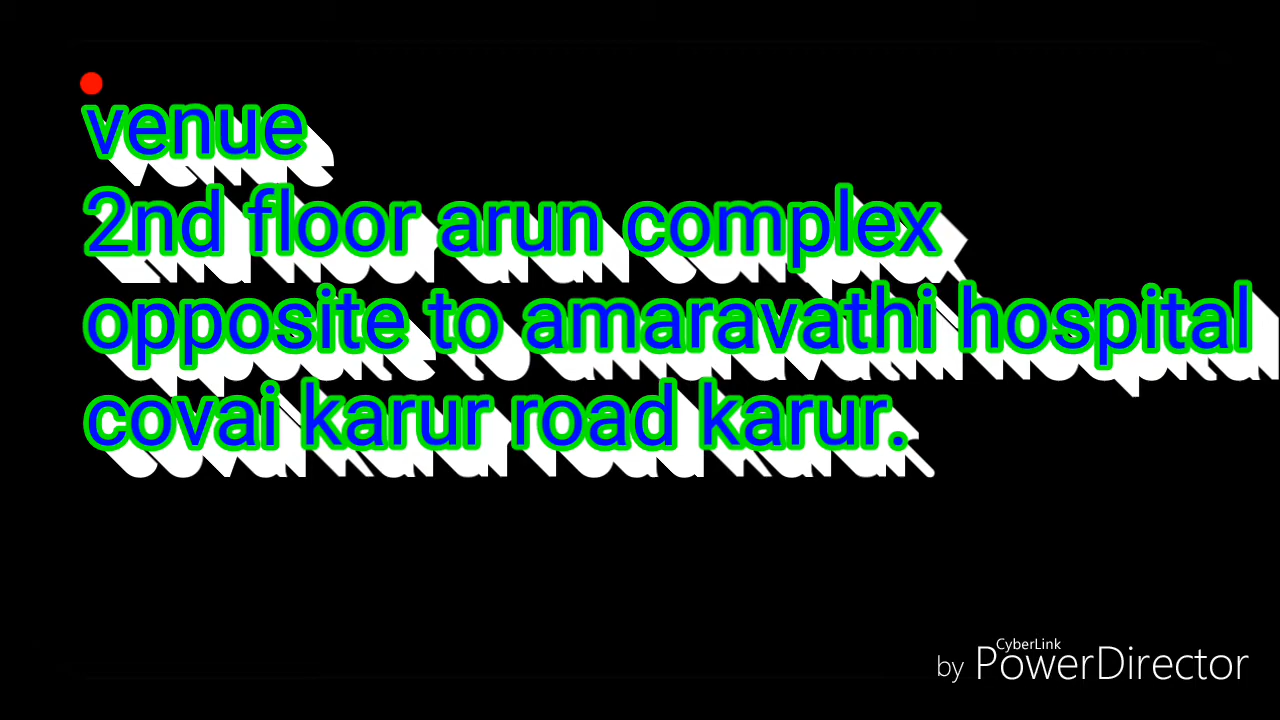 venue
2nd floor arun complex
opposite to amaravathi hospital
covai karur road karur.
CyberLink
by PowerDirector